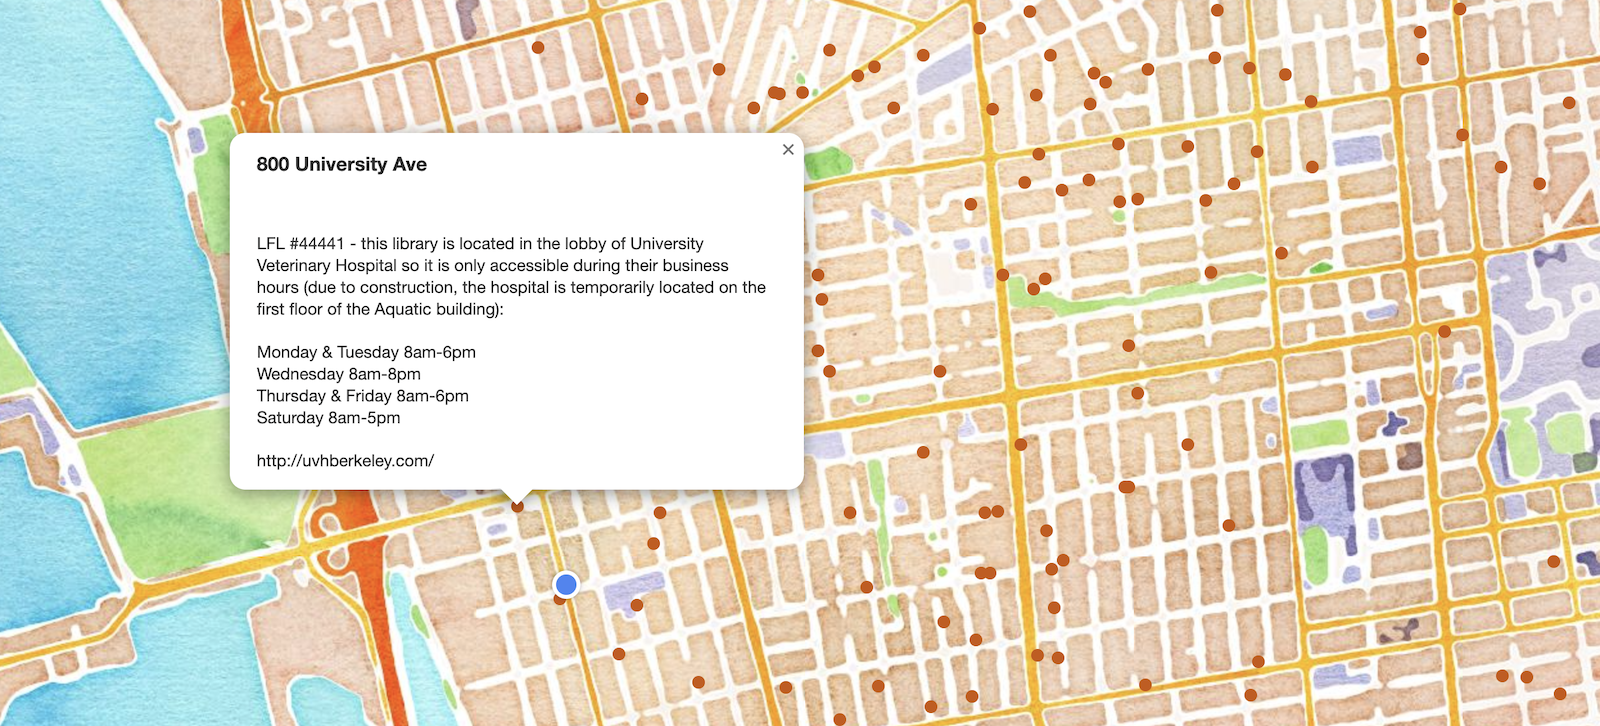 800 University Ave
LFL #44441 - this library is located in the lobby of University
Veterinary Hospital so it is only accessible during their business
hours (due to construction, the hospital is temporarily located on the
first floor of the Aquatic building):
Monday & Tuesday 8am-6pm
Wednesday 8am-8pm
Thursday & Friday 8am-6pm
Saturday 8am-5pm
http://uvhberkeley.com/